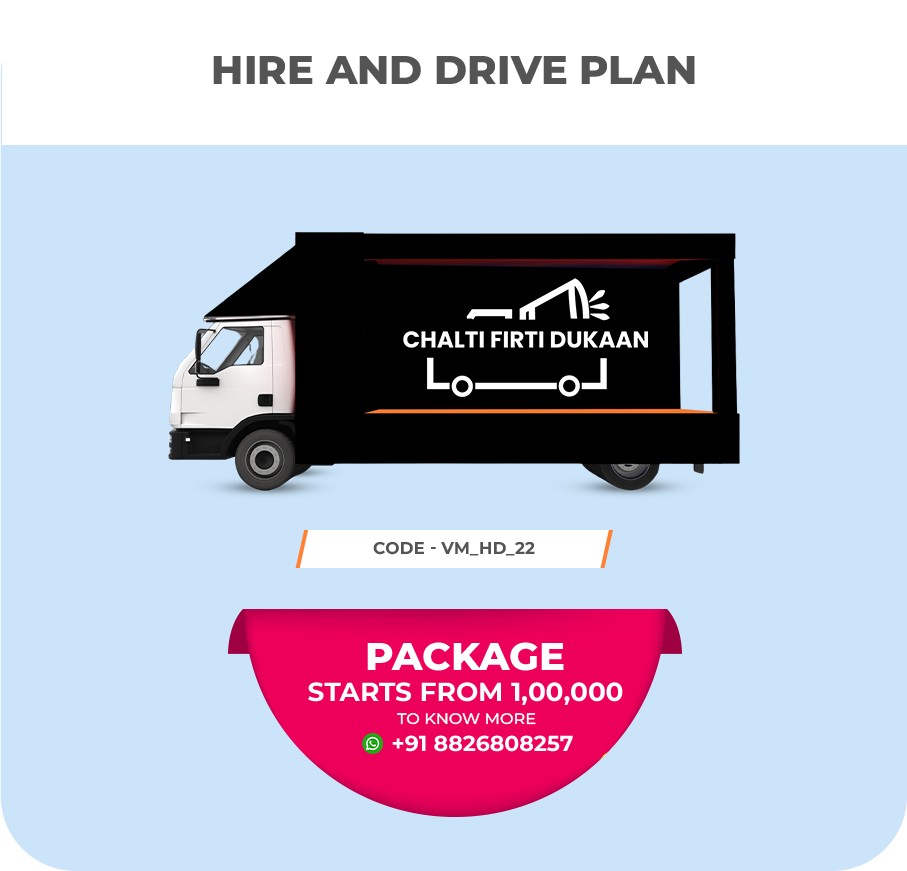 HIRE AND DRIVE PLAN
CHALTI FIRTI DUKAAN
CODE - VM_HD_22
PACKAGE
STARTS FROM 1,00,000
TO KNOW MORE
+91 8826808257